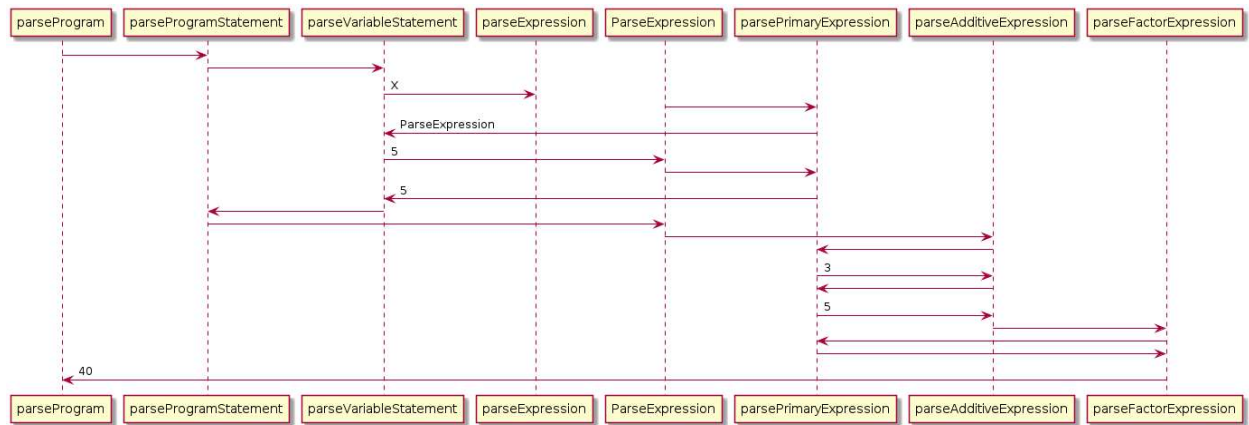 parseProgram parseProgramStatement parseVariableStatement parseExpression ParseExpression parsePrimaryExpression parseAdditiveExpression parseFactorExpression
X
ParseExpression
5
5
3
5
40
parseProgram parseProgramStatement parseVariableStatement parseExpression ParseExpression parsePrimaryExpression parseAdditiveExpression parseFactorExpression